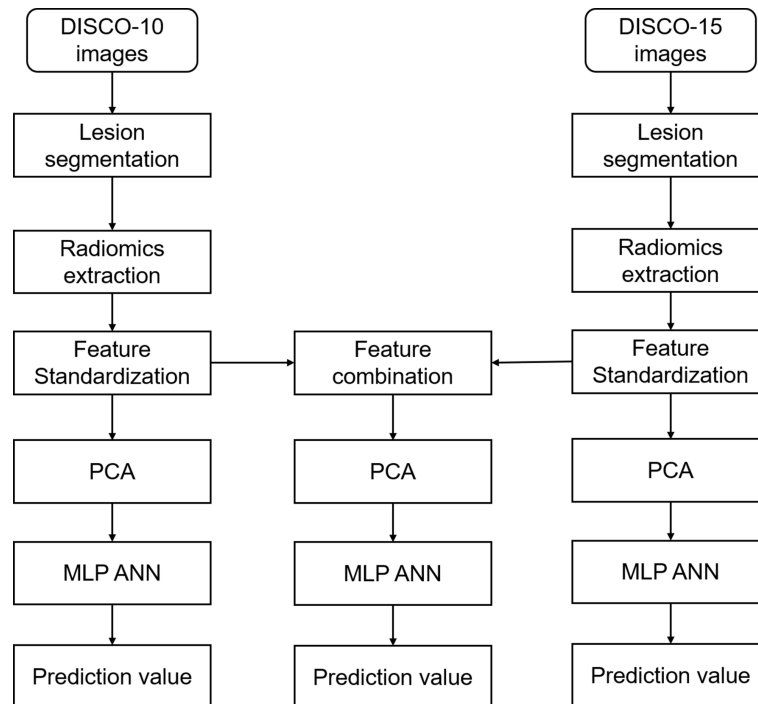 DISCO-10
images
DISCO-15
images
Lesion
segmentation
Lesion
segmentation
Radiomics
extraction
Radiomics
extraction
Feature
Standardization
Feature
combination
Feature
Standardization
PCA
PCA
PCA
MLP ANN
MLP ANN
MLP ANN
Prediction value
Prediction value
Prediction value